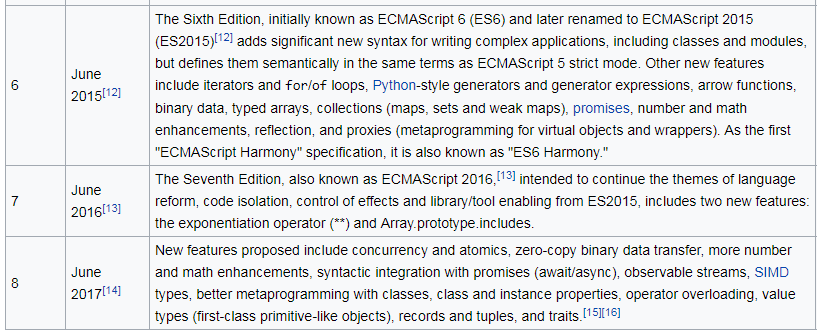 The Sixth Edition, initially known as ECMAScript 6 (ES6) and later renamed to ECMAScript 2015
(ES2015)[12] adds significant new syntax for writing complex applications, including classes and modules,
but defines them semantically in the same terms as ECMAScript 5 strict mode. Other new features
6
June
2015[12]
include iterators and for/of loops, Python-style generators and generator expressions, arrow functions,
binary data, typed arrays, collections (maps, sets and weak maps), promises, number and math
enhancements, reflection, and proxies (metaprogramming for virtual objects and wrappers). As the first
"ECMAScript Harmony" specification, it is also known as "ES6 Harmony."
7
June
2016[13]
The Seventh Edition, also known as ECMAScript 2016,[13] intended to continue the themes of language
reform, code isolation, control of effects and library/tool enabling from ES2015, includes two new features:
the exponentiation operator (**) and Array.prototype.includes.
8
June
2017[14]
New features proposed include concurrency and atomics, zero-copy binary data transfer, more number
and math enhancements, syntactic integration with promises (await/async), observable streams, SIMD
types, better metaprogramming with classes, class and instance properties, operator overloading, value
types (first-class primitive-like objects), records and tuples, and traits.[15][16]